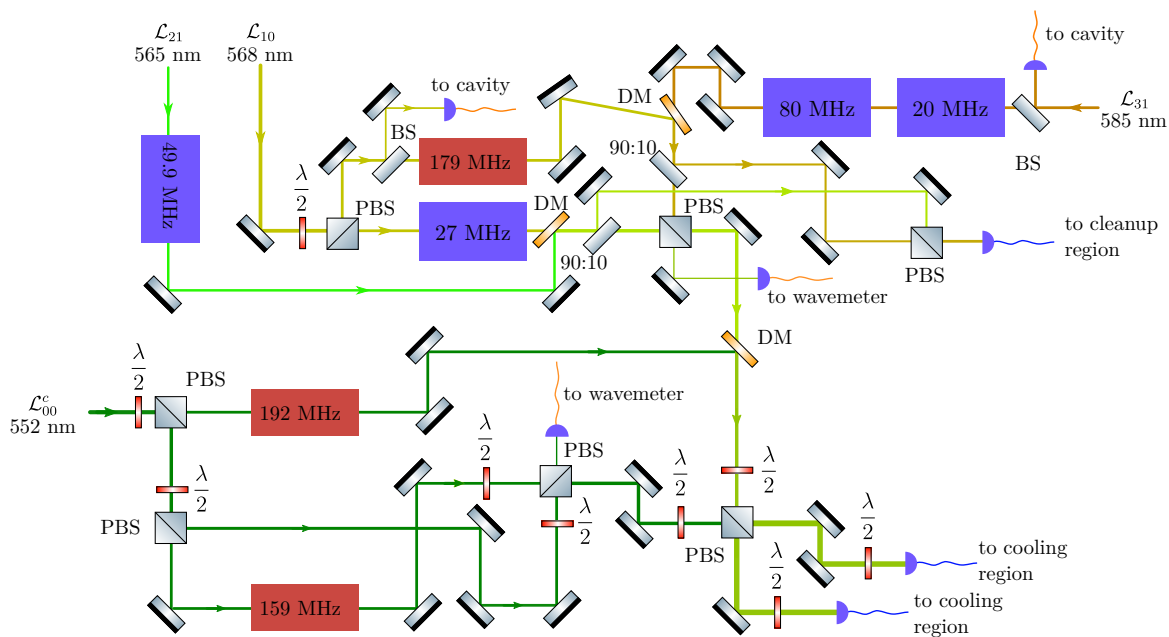 ℒ₂₁
565 nm
ℒ₁₀
568 nm
to cavity
DM
80 MHz
20 MHz
to cavity
ℒ₃₁
585 nm
BS
BS
179 MHz
90:10
49.9 MHz
λ
2
PBS
27 MHz
DM
90:10
PBS
to cleanup
region
PBS
to wavemeter
DM
λ
2
PBS
ℒᶜ₀₀
552 nm
192 MHz
to wavemeter
λ
2
PBS
λ
2
PBS
λ
2
λ
2
λ
2
PBS
λ
2
to cooling
region
159 MHz
λ
2
to cooling
region